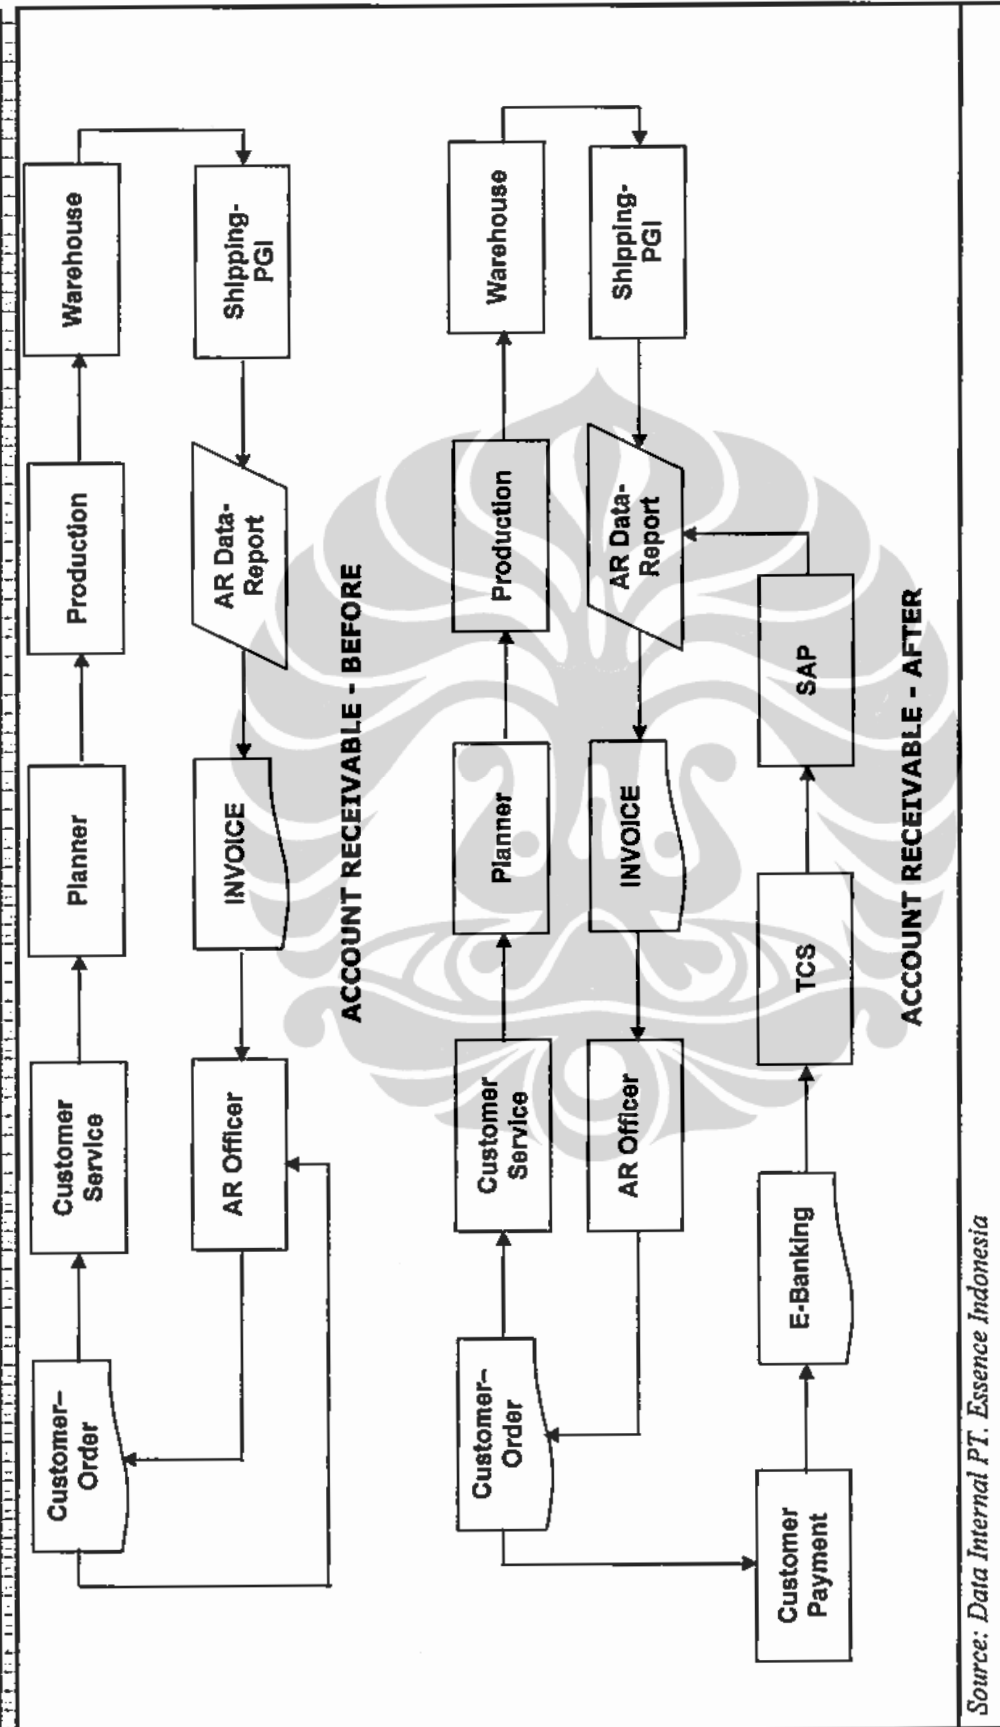 Customer–
Order
Customer
Service
Planner
Production
Warehouse
AR Officer
INVOICE
AR Data-
Report
Shipping-
PGI
ACCOUNT RECEIVABLE - BEFORE
Customer–
Order
Customer
Service
Planner
Production
Warehouse
AR Officer
INVOICE
AR Data-
Report
Shipping-
PGI
Customer
Payment
E-Banking
TCS
SAP
ACCOUNT RECEIVABLE - AFTER
Source: Data Internal PT. Essence Indonesia